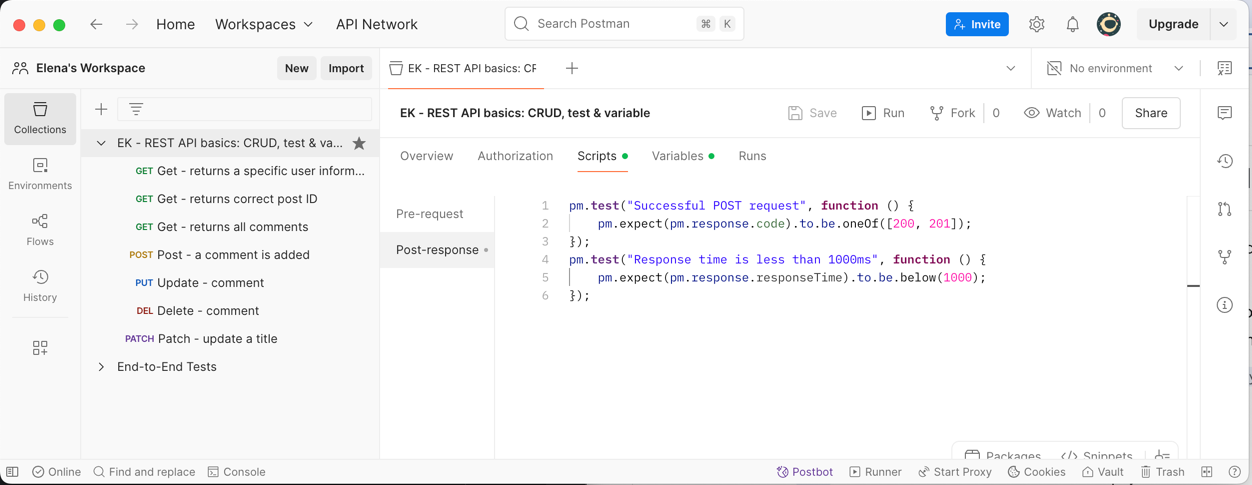 Home Workspaces API Network Search Postman ⌘ K Invite Upgrade
Elena's Workspace New Import EK - REST API basics: CR No environment
Collections
Environments
Flows
History
EK - REST API basics: CRUD, test & va...
GET Get - returns a specific user inform...
GET Get - returns correct post ID
GET Get - returns all comments
POST Post - a comment is added
PUT Update - comment
DEL Delete - comment
PATCH Patch - update a title
End-to-End Tests
EK - REST API basics: CRUD, test & variable Save Run Fork 0 Watch 0 Share
Overview Authorization Scripts Variables Runs
Pre-request
Post-response
1 pm.test("Successful POST request", function () {
2 pm.expect(pm.response.code).to.be.oneOf([200, 201]);
3 });
4 pm.test("Response time is less than 1000ms", function () {
5 pm.expect(pm.response.responseTime).to.be.below(1000);
6 });
Packages </> Snippets
Online Find and replace Console Postbot Runner Start Proxy Cookies Vault Trash